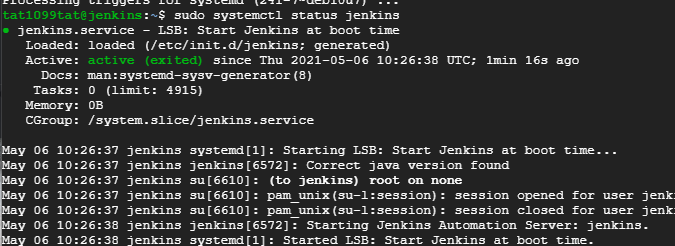 Processing triggers for systemd (241-7~deb10u7) ...
tat1099tat@jenkins:~$ sudo systemctl status jenkins
● jenkins.service - LSB: Start Jenkins at boot time
Loaded: loaded (/etc/init.d/jenkins; generated)
Active: active (exited) since Thu 2021-05-06 10:26:38 UTC; 1min 16s ago
Docs: man:systemd-sysv-generator(8)
Tasks: 0 (limit: 4915)
Memory: 0B
CGroup: /system.slice/jenkins.service
May 06 10:26:37 jenkins systemd[1]: Starting LSB: Start Jenkins at boot time...
May 06 10:26:37 jenkins jenkins[6572]: Correct java version found
May 06 10:26:37 jenkins su[6610]: (to jenkins) root on none
May 06 10:26:37 jenkins su[6610]: pam_unix(su-l:session): session opened for user jenk
May 06 10:26:37 jenkins su[6610]: pam_unix(su-l:session): session closed for user jenk
May 06 10:26:38 jenkins jenkins[6572]: Starting Jenkins Automation Server: jenkins.
May 06 10:26:38 jenkins systemd[1]: Started LSB: Start Jenkins at boot time.